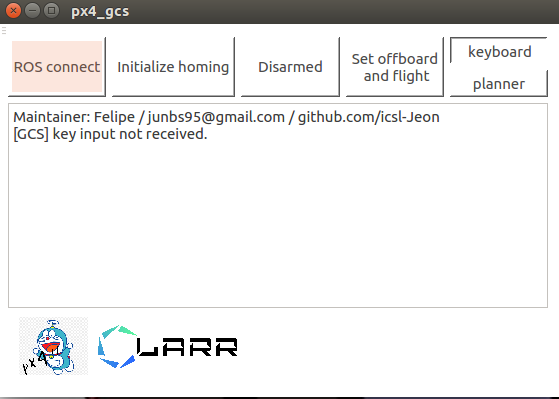 px4_gcs
ROS connect
Initialize homing
Disarmed
Set offboard
and flight
keyboard
planner
Maintainer: Felipe / junbs95@gmail.com / github.com/icsl-Jeon
[GCS] key input not received.
px4
LARR